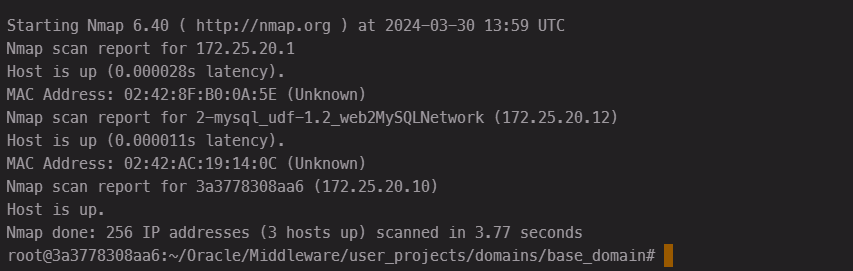 Starting Nmap 6.40 ( http://nmap.org ) at 2024-03-30 13:59 UTC
Nmap scan report for 172.25.20.1
Host is up (0.000028s latency).
MAC Address: 02:42:8F:B0:0A:5E (Unknown)
Nmap scan report for 2-mysql_udf-1.2_web2MySQLNetwork (172.25.20.12)
Host is up (0.000011s latency).
MAC Address: 02:42:AC:19:14:0C (Unknown)
Nmap scan report for 3a3778308aa6 (172.25.20.10)
Host is up.
Nmap done: 256 IP addresses (3 hosts up) scanned in 3.77 seconds
root@3a3778308aa6:~/Oracle/Middleware/user_projects/domains/base_domain#